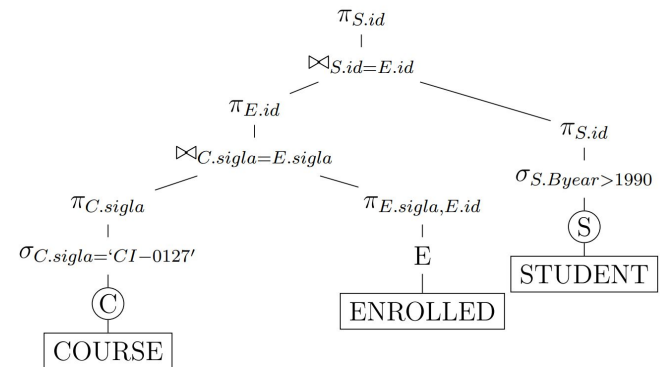 π_{S.id}
⋈_{S.id=E.id}
π_{E.id}
π_{S.id}
⋈_{C.sigla=E.sigla}
σ_{S.Byear>1990}
π_{C.sigla}
π_{E.sigla,E.id}
S
σ_{C.sigla=‘CI−0127′}
E
STUDENT
C
ENROLLED
COURSE